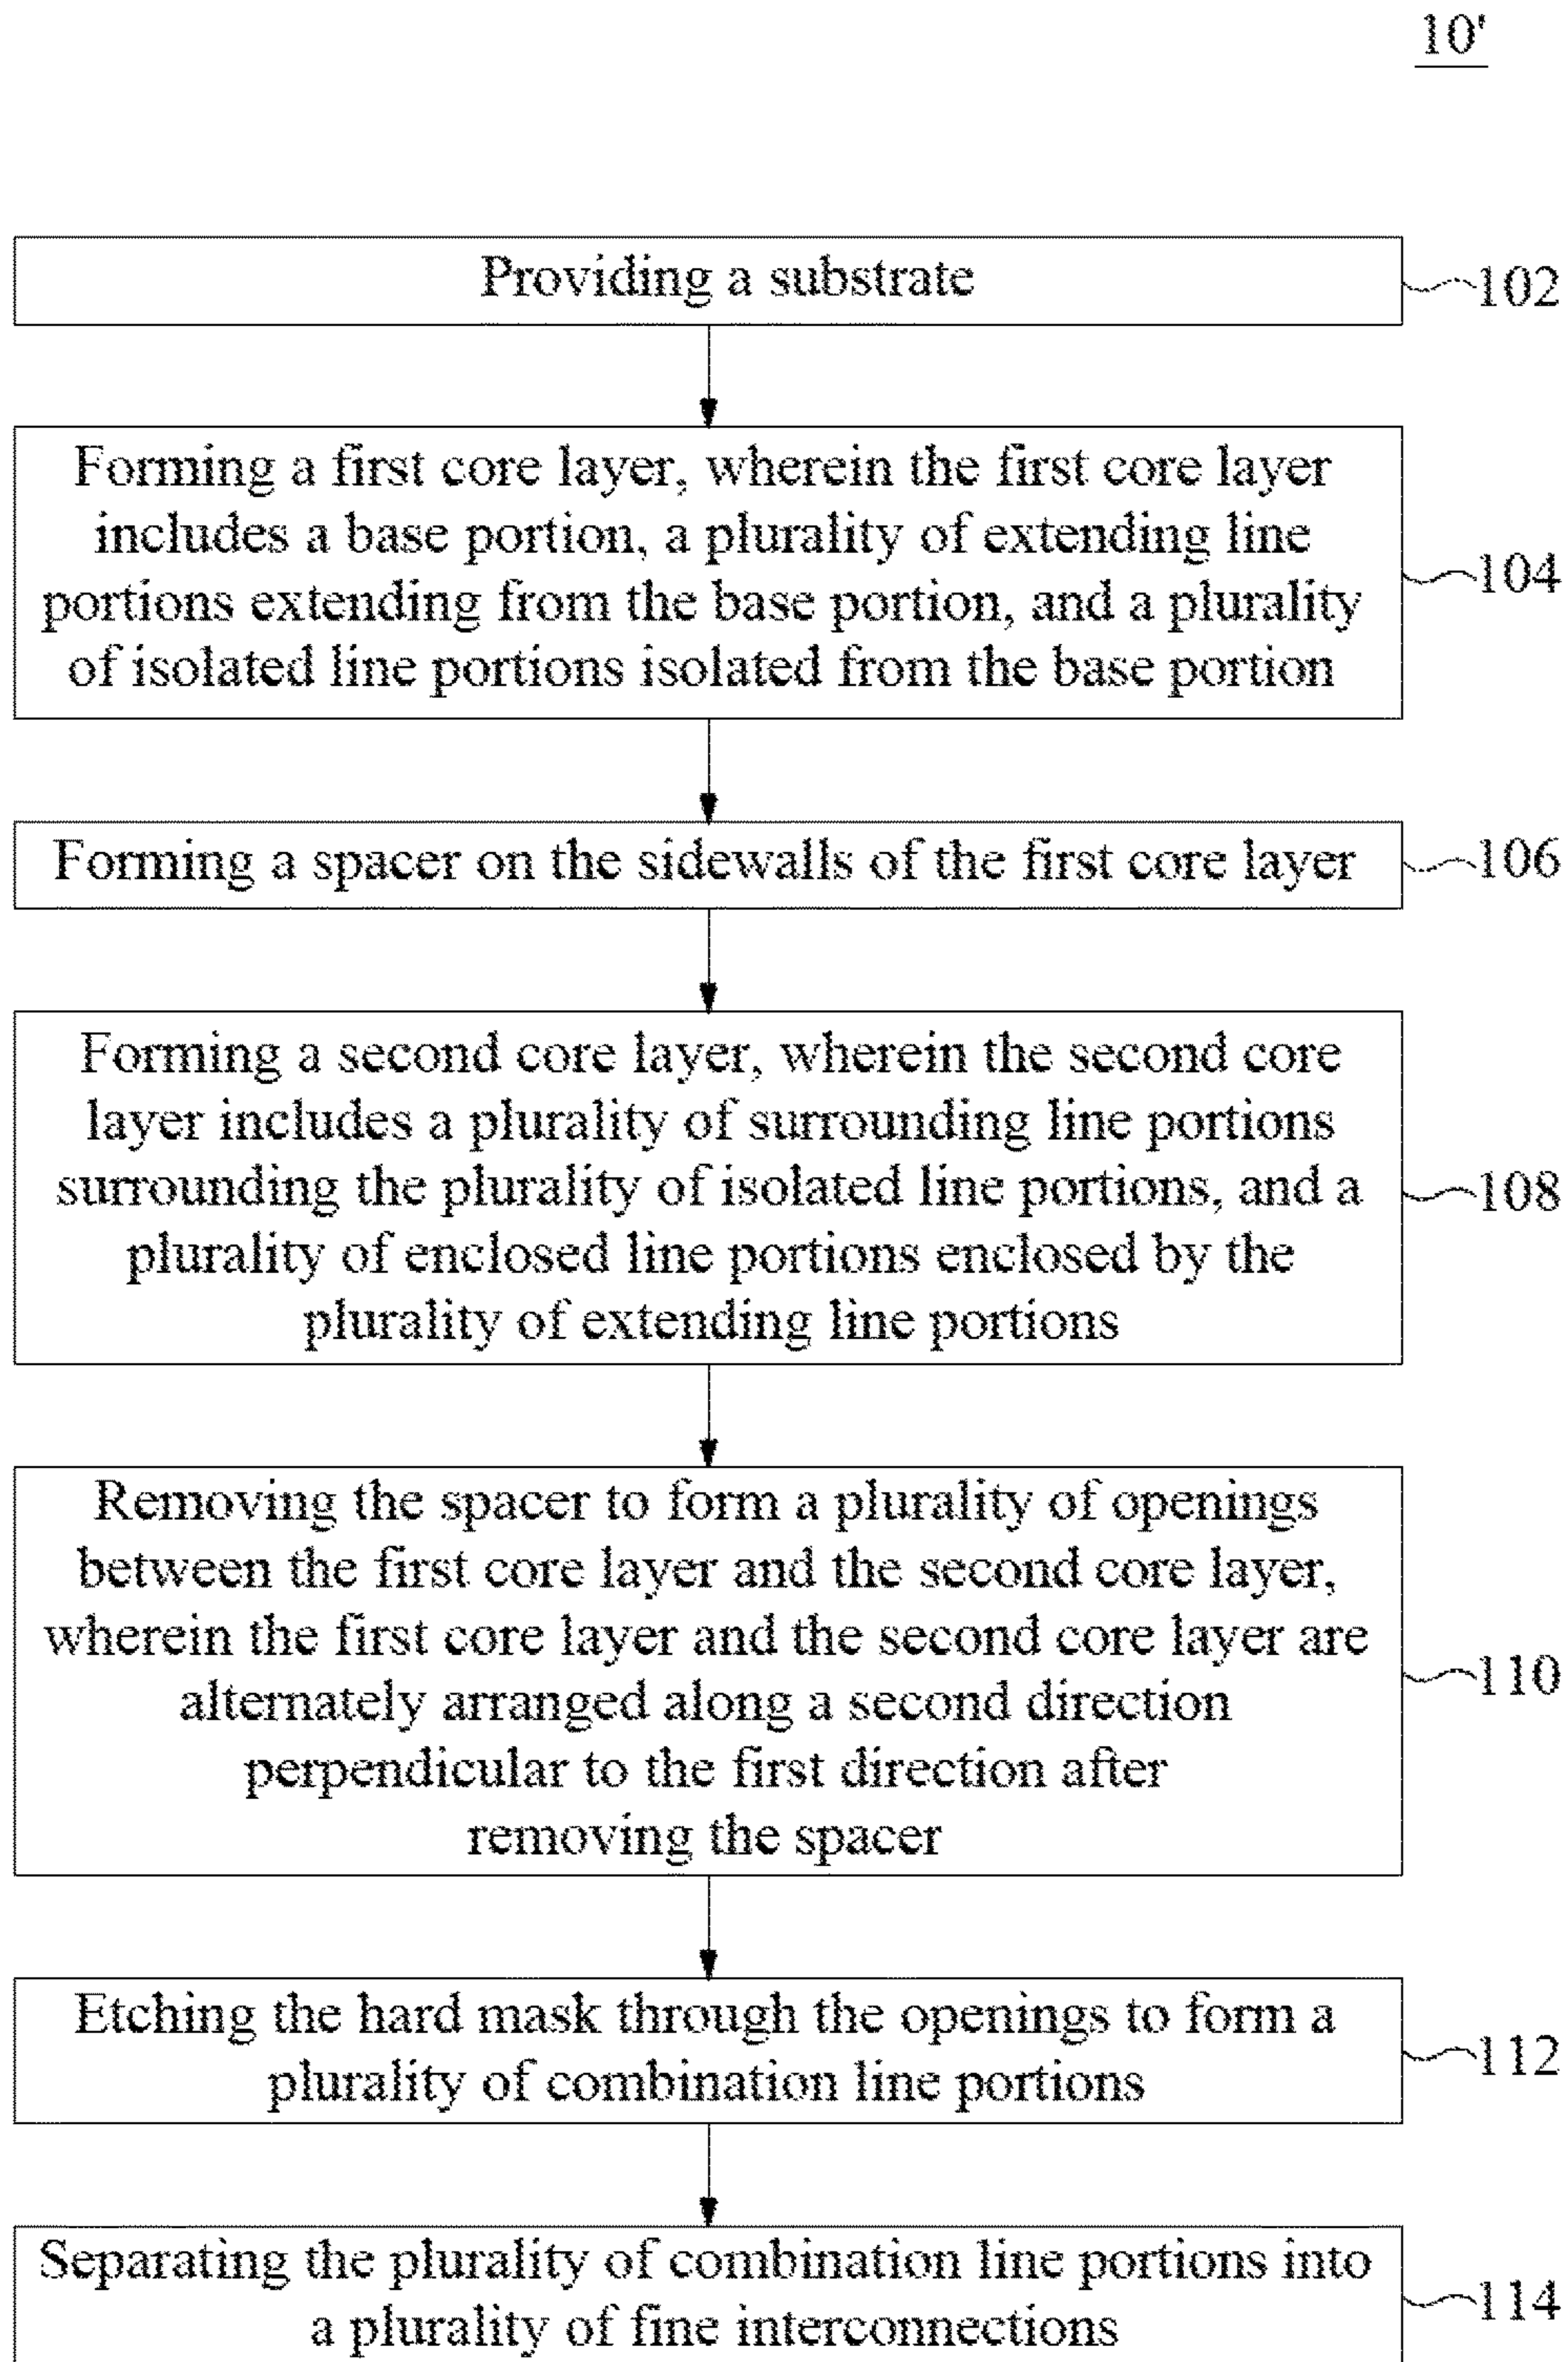 10'
Providing a substrate
102
Forming a first core layer, wherein the first core layer
includes a base portion, a plurality of extending line
portions extending from the base portion, and a plurality
of isolated line portions isolated from the base portion
104
Forming a spacer on the sidewalls of the first core layer
106
Forming a second core layer, wherein the second core
layer includes a plurality of surrounding line portions
surrounding the plurality of isolated line portions, and a
plurality of enclosed line portions enclosed by the
plurality of extending line portions
108
Removing the spacer to form a plurality of openings
between the first core layer and the second core layer,
wherein the first core layer and the second core layer are
alternately arranged along a second direction
perpendicular to the first direction after
removing the spacer
110
Etching the hard mask through the openings to form a
plurality of combination line portions
112
Separating the plurality of combination line portions into
a plurality of fine interconnections
114